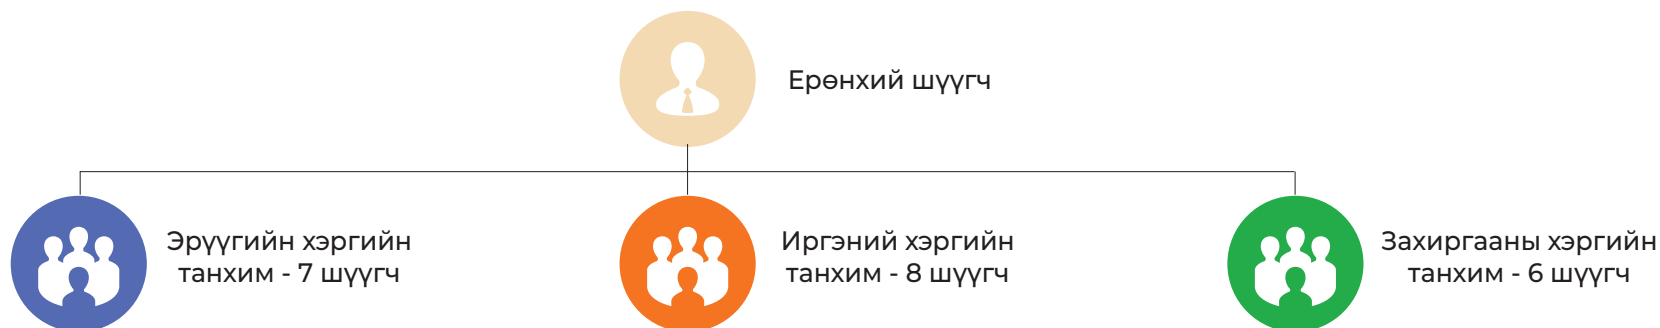 Ерөнхий шүүгч
Эрүүгийн хэргийн
танхим - 7 шүүгч
Иргэний хэргийн
танхим - 8 шүүгч
Захиргааны хэргийн
танхим - 6 шүүгч